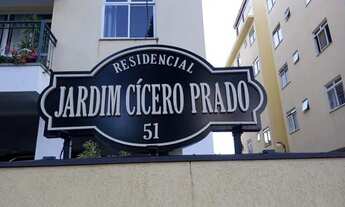 RESIDENCIAL
JARDIM CÍCERO PRADO
51